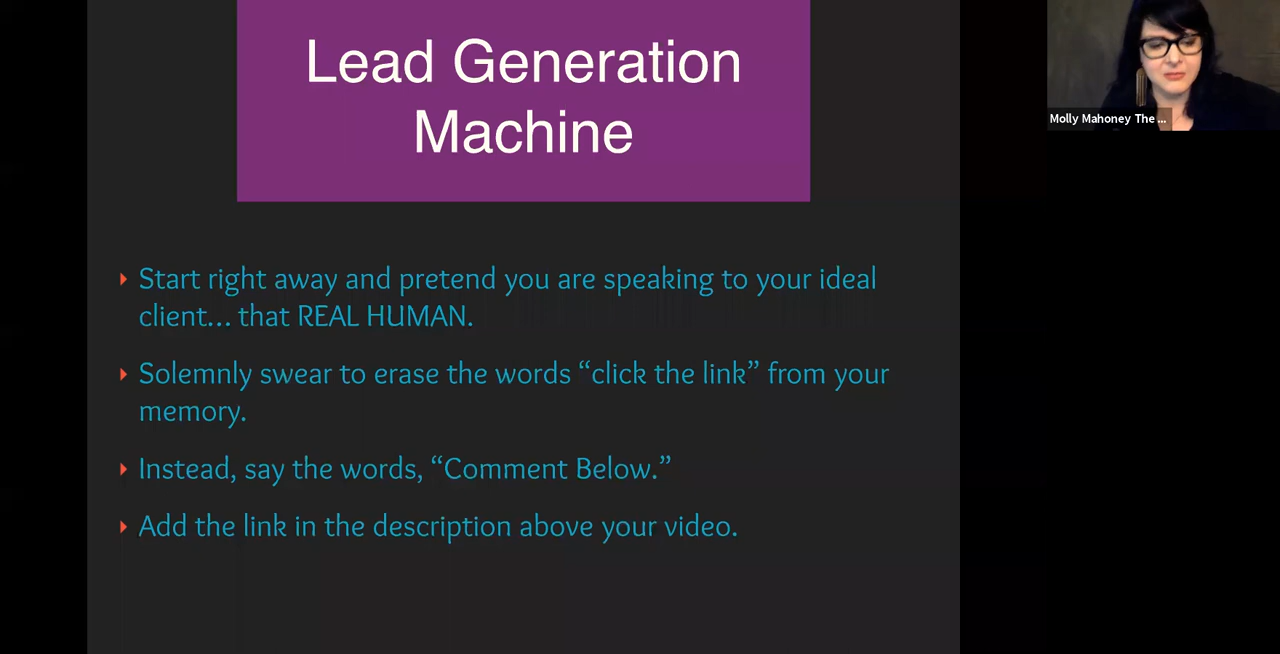 Lead Generation
Machine
Molly Mahoney The ...
Start right away and pretend you are speaking to your ideal
client... that REAL HUMAN.
Solemnly swear to erase the words “click the link” from your
memory.
Instead, say the words, “Comment Below.”
Add the link in the description above your video.